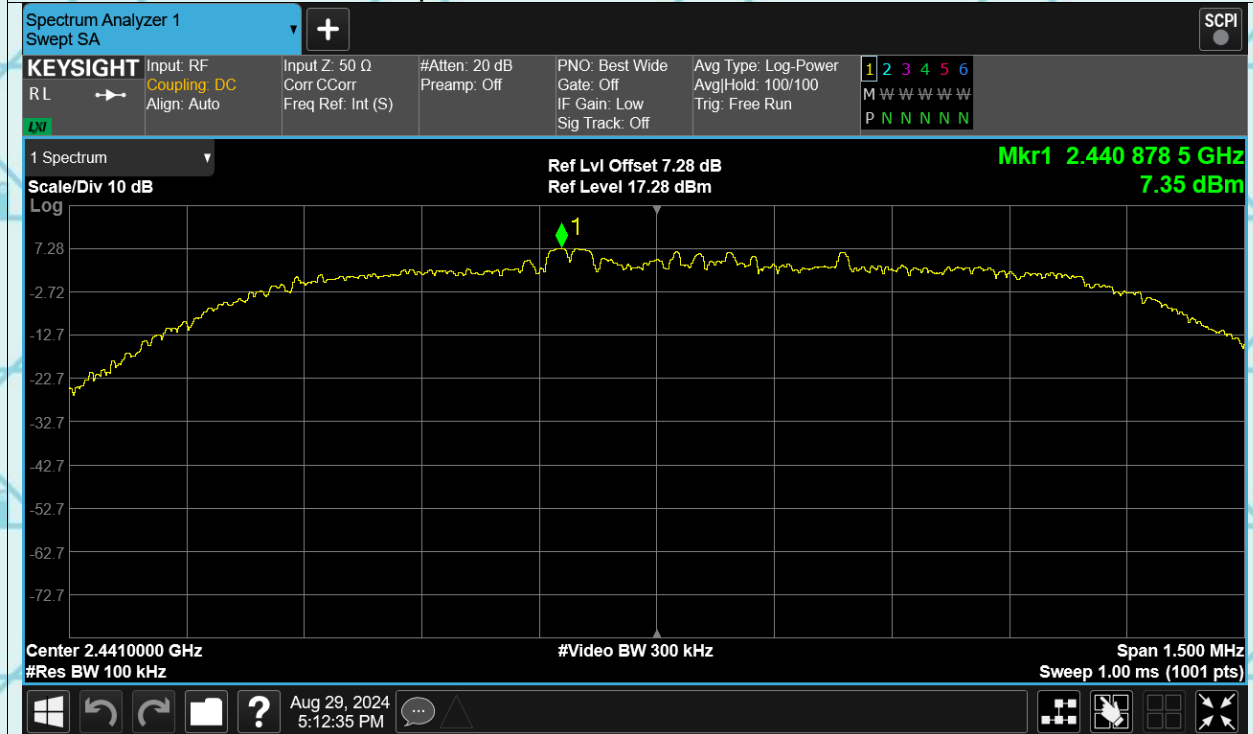 Spectrum Analyzer 1
Swept SA
+
SCPI
KEYSIGHT
R L
LXI
Input: RF
Coupling: DC
Align: Auto
Input Z: 50 Ω
Corr CCorr
Freq Ref: Int (S)
#Atten: 20 dB
Preamp: Off
PNO: Best Wide
Gate: Off
IF Gain: Low
Sig Track: Off
Avg Type: Log-Power
Avg|Hold: 100/100
Trig: Free Run
1 2 3 4 5 6
M W W W W W
P N N N N N
1 Spectrum
Scale/Div 10 dB
Log
Ref Lvl Offset 7.28 dB
Ref Level 17.28 dBm
Mkr1 2.440 878 5 GHz
7.35 dBm
1
7.28
-2.72
-12.7
-22.7
-32.7
-42.7
-52.7
-62.7
-72.7
Center 2.4410000 GHz
#Res BW 100 kHz
#Video BW 300 kHz
Span 1.500 MHz
Sweep 1.00 ms (1001 pts)
?
Aug 29, 2024
5:12:35 PM